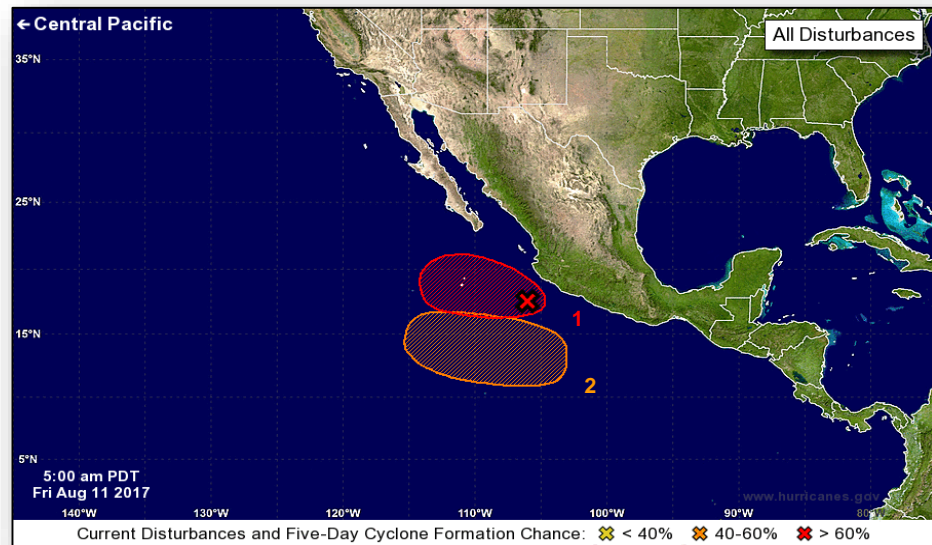 ← Central Pacific
All Disturbances
35°N
25°N
1
15°N
2
5°N
5:00 am PDT
Fri Aug 11 2017
www.hurricanes.gov
140°W 130°W 120°W 110°W 100°W 90°W 80°W
Current Disturbances and Five-Day Cyclone Formation Chance: < 40% 40-60% > 60%